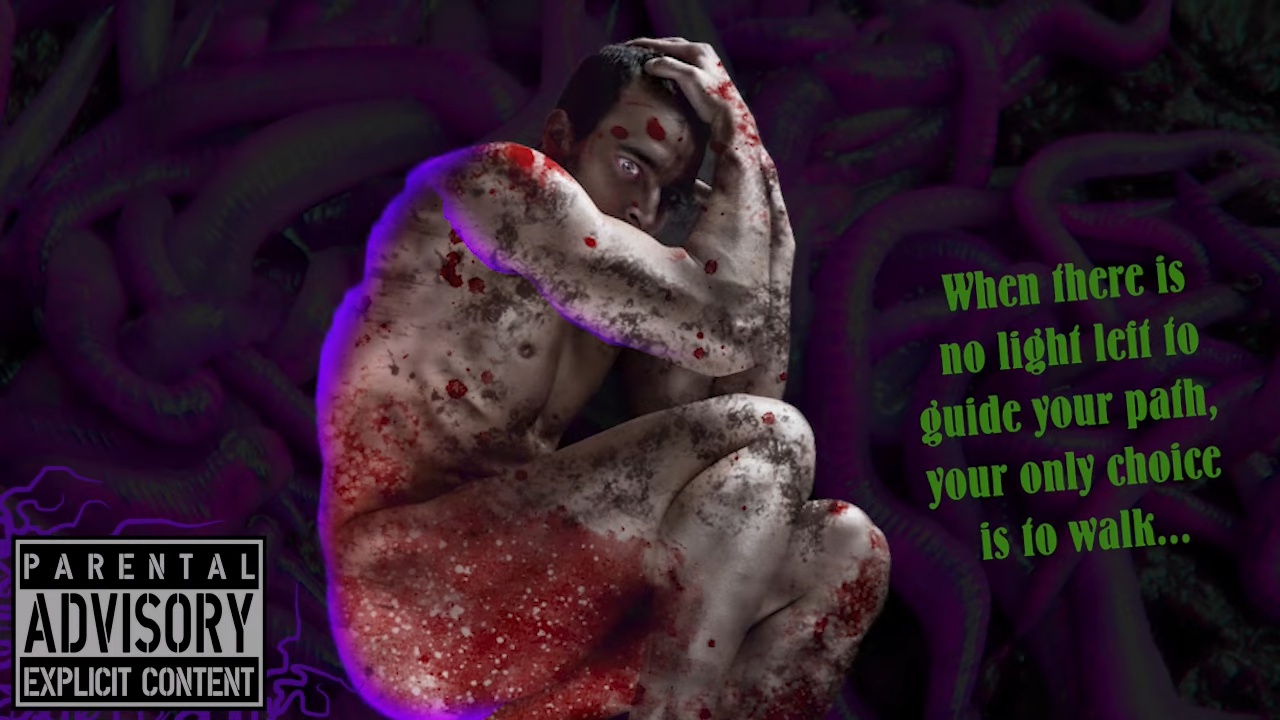 When there is
no light left to
guide your path,
your only choice
is to walk...
PARENTAL
ADVISORY
EXPLICIT CONTENT